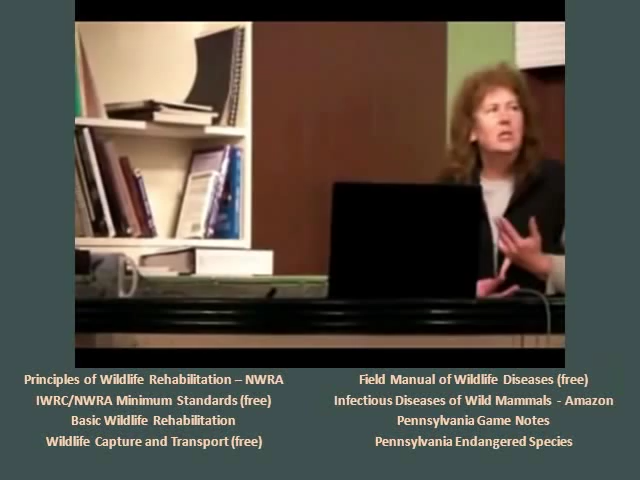 Principles of Wildlife Rehabilitation – NWRA
IWRC/NWRA Minimum Standards (free)
Basic Wildlife Rehabilitation
Wildlife Capture and Transport (free)
Field Manual of Wildlife Diseases (free)
Infectious Diseases of Wild Mammals - Amazon
Pennsylvania Game Notes
Pennsylvania Endangered Species